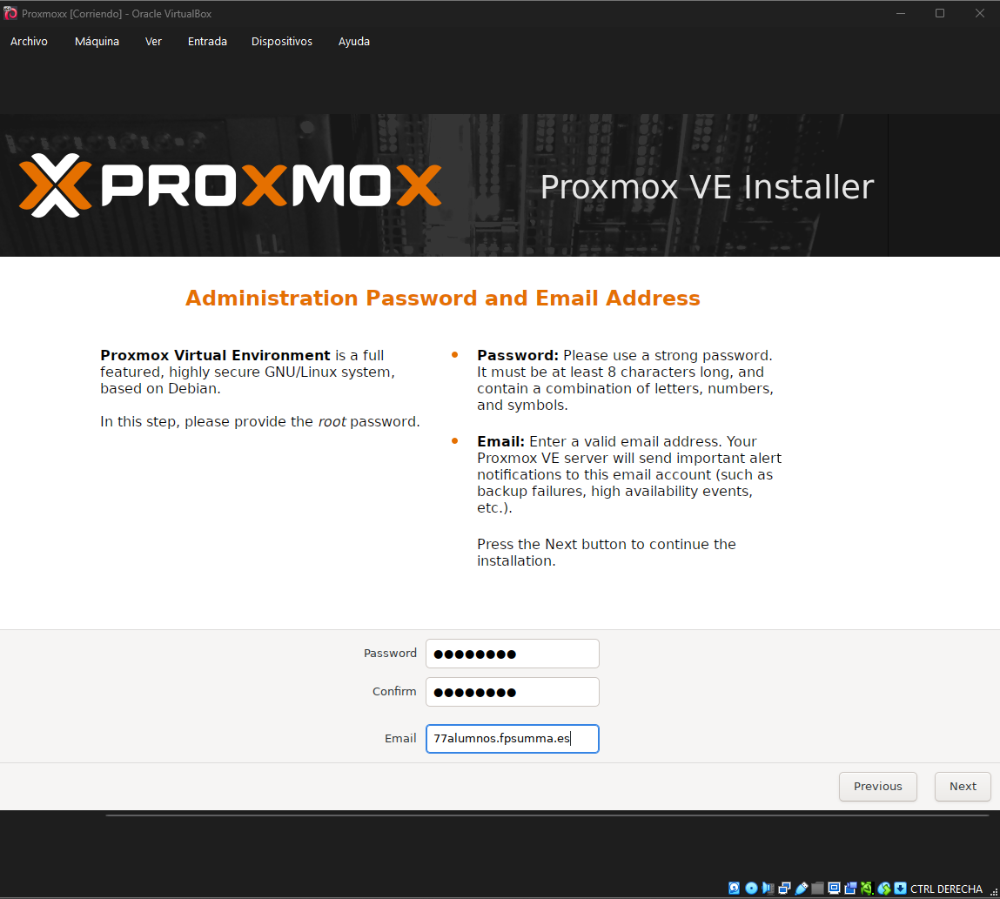 Proxmoxx [Corriendo] - Oracle VirtualBox
Archivo Máquina Ver Entrada Dispositivos Ayuda
PROXMOX
Proxmox VE Installer
Administration Password and Email Address
Proxmox Virtual Environment is a full
featured, highly secure GNU/Linux system,
based on Debian.
In this step, please provide the root password.
Password: Please use a strong password.
It must be at least 8 characters long, and
contain a combination of letters, numbers,
and symbols.
Email: Enter a valid email address. Your
Proxmox VE server will send important alert
notifications to this email account (such as
backup failures, high availability events,
etc.).
Press the Next button to continue the
installation.
Password ●●●●●●●●
Confirm ●●●●●●●●
Email 77alumnos.fpsumma.es
Previous Next
CTRL DERECHA